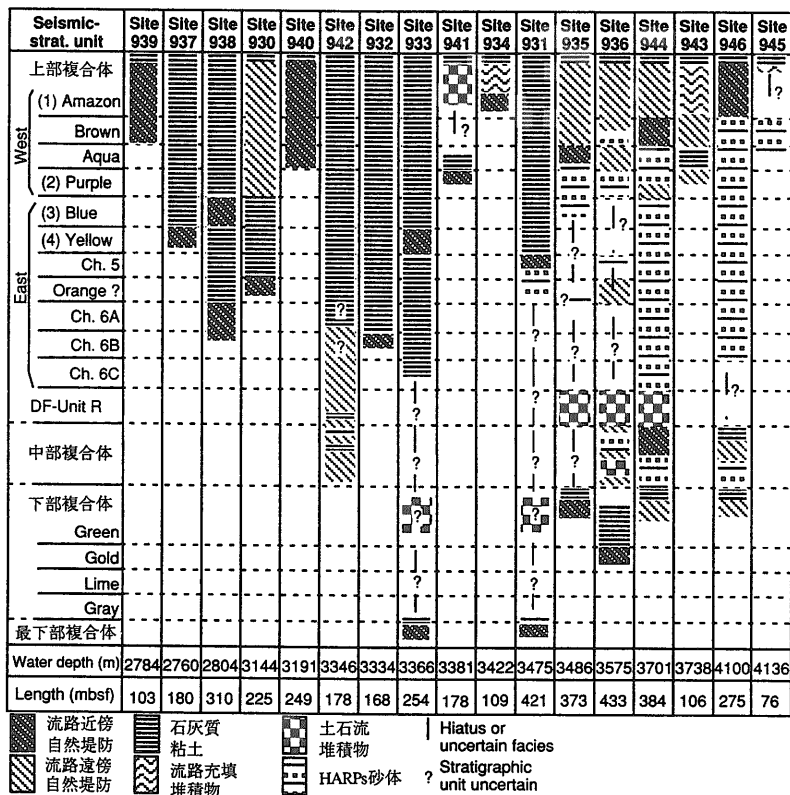 Seismic-strat. unit Site 939 Site 937 Site 938 Site 930 Site 940 Site 942 Site 932 Site 933 Site 941 Site 934 Site 931 Site 935 Site 936 Site 944 Site 943 Site 946 Site 945
上部複合体
(1) Amazon
?
West
Brown
?
Aqua
(2) Purple
(3) Blue
?
(4) Yellow
?
Ch. 5
East
Orange ?
?
Ch. 6A
? ? ?
Ch. 6B
? ? ?
Ch. 6C
?
DF-Unit R
? ?
中部複合体
? ? ?
下部複合体
? ?
Green
Gold
Lime
? ?
Gray
最下部複合体
Water depth (m) 2784 2760 2804 3144 3191 3346 3334 3366 3381 3422 3475 3486 3575 3701 3738 4100 4136
Length (mbsf) 103 180 310 225 249 178 168 254 178 109 421 373 433 384 106 275 76
流路近傍
自然堤防
石灰質
粘土
土石流
堆積物
Hiatus or
uncertain facies
流路遠傍
自然堤防
流路充填
堆積物
HARPs砂体
? Stratigraphic
unit uncertain